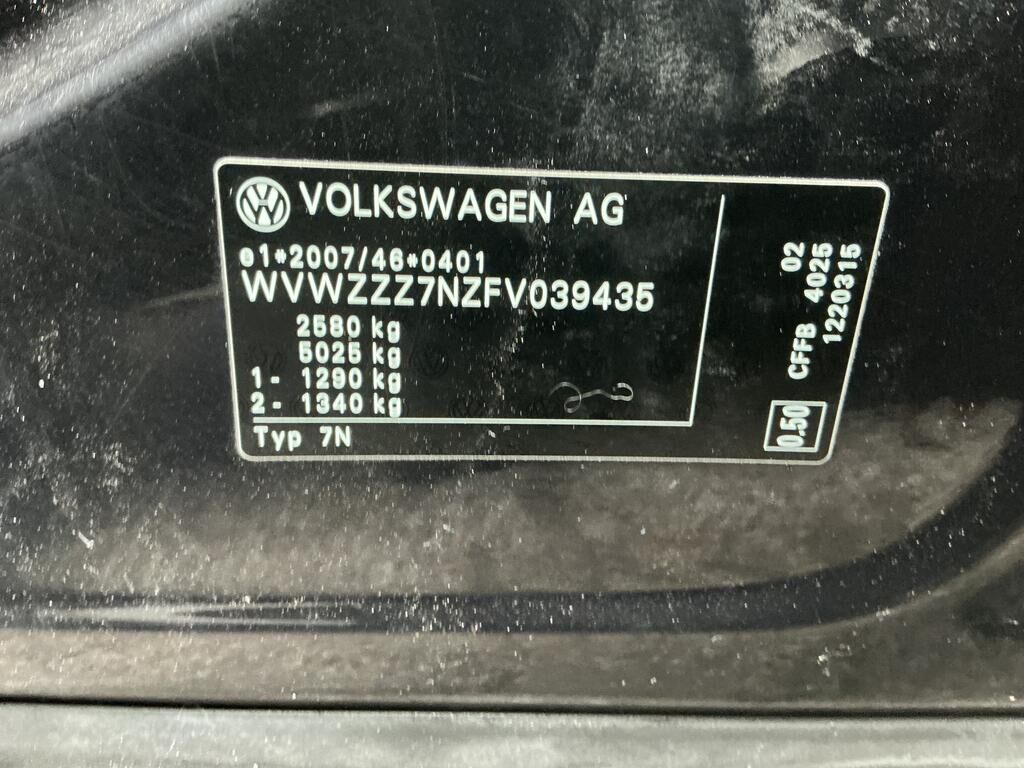 VOLKSWAGEN AG
e1*2007/46*0401
WVWZZZ7NZFV039435
2580 kg
5025 kg
1- 1290 kg
2- 1340 kg
Typ 7N
02
CFFB 4025
1220315
0.50